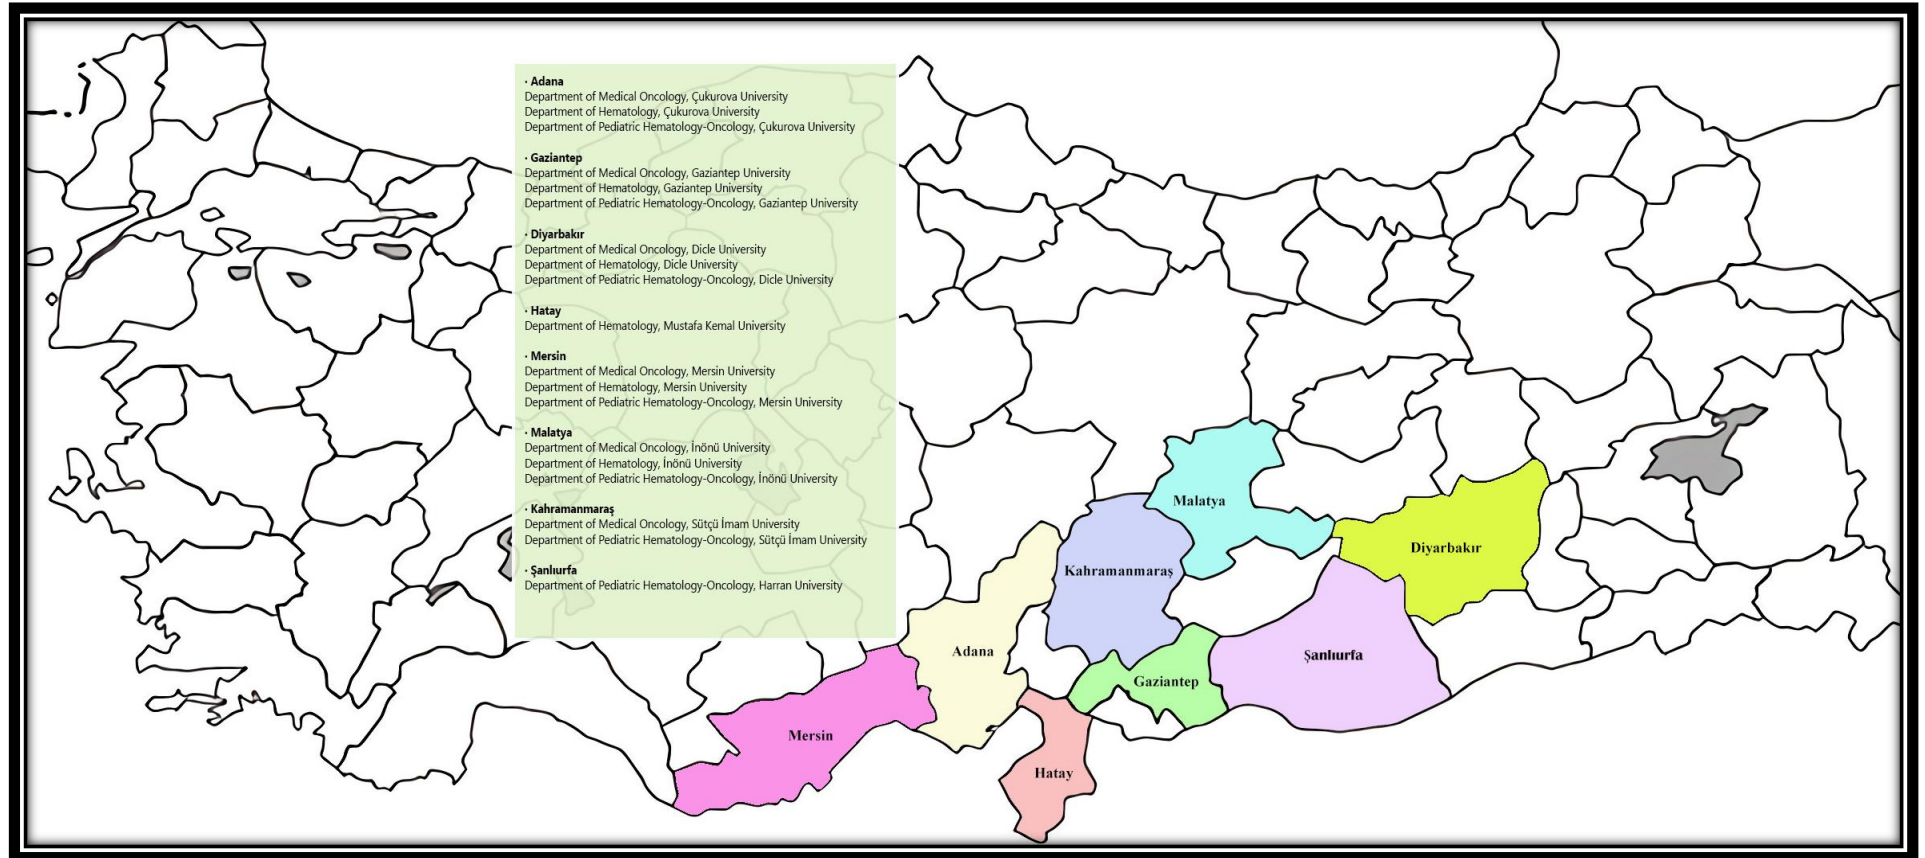 · Adana
Department of Medical Oncology, Çukurova University
Department of Hematology, Çukurova University
Department of Pediatric Hematology-Oncology, Çukurova University
· Gaziantep
Department of Medical Oncology, Gaziantep University
Department of Hematology, Gaziantep University
Department of Pediatric Hematology-Oncology, Gaziantep University
· Diyarbakır
Department of Medical Oncology, Dicle University
Department of Hematology, Dicle University
Department of Pediatric Hematology-Oncology, Dicle University
· Hatay
Department of Hematology, Mustafa Kemal University
· Mersin
Department of Medical Oncology, Mersin University
Department of Hematology, Mersin University
Department of Pediatric Hematology-Oncology, Mersin University
· Malatya
Department of Medical Oncology, İnönü University
Department of Hematology, İnönü University
Department of Pediatric Hematology-Oncology, İnönü University
· Kahramanmaraş
Department of Medical Oncology, Sütçü İmam University
Department of Pediatric Hematology-Oncology, Sütçü İmam University
· Şanlıurfa
Department of Pediatric Hematology-Oncology, Harran University
Malatya
Diyarbakır
Kahramanmaraş
Adana
Şanlıurfa
Gaziantep
Mersin
Hatay